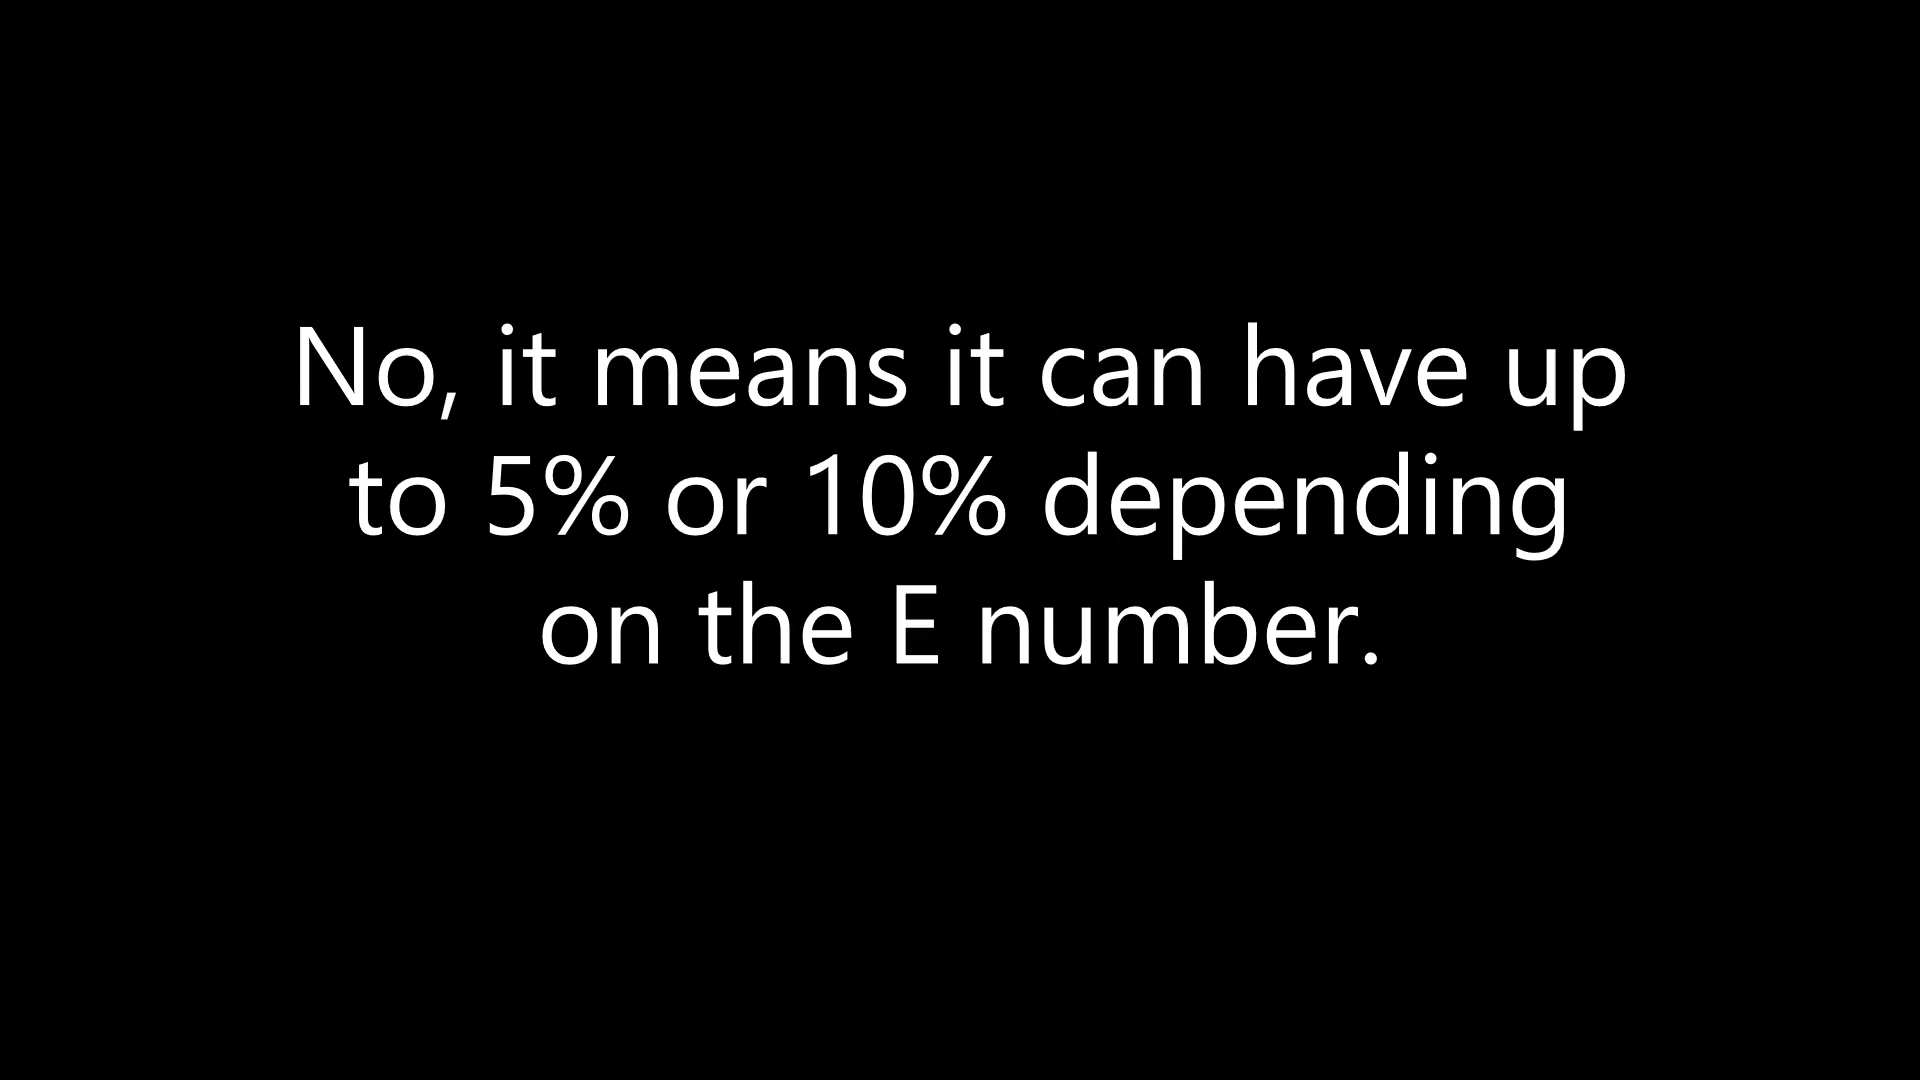 No, it means it can have up
to 5% or 10% depending
on the E number.